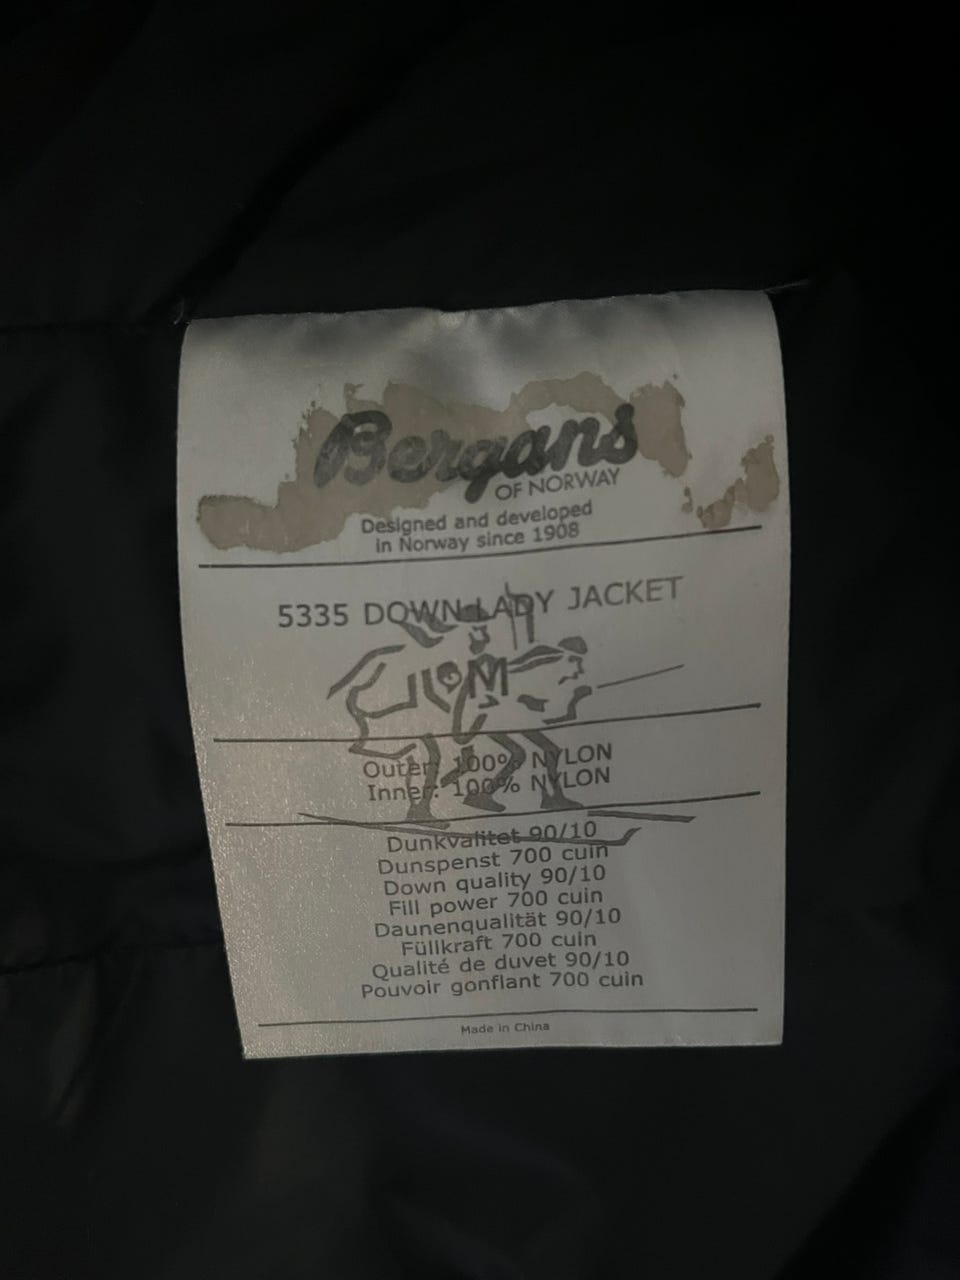 Bergans
OF NORWAY
Designed and developed
in Norway since 1908
5335 DOWN LADY JACKET
M
Outer: 100% NYLON
Inner: 100% NYLON
Dunkvalitet 90/10
Dunspenst 700 cuin
Down quality 90/10
Fill power 700 cuin
Daunenqualität 90/10
Füllkraft 700 cuin
Qualité de duvet 90/10
Pouvoir gonflant 700 cuin
Made in China